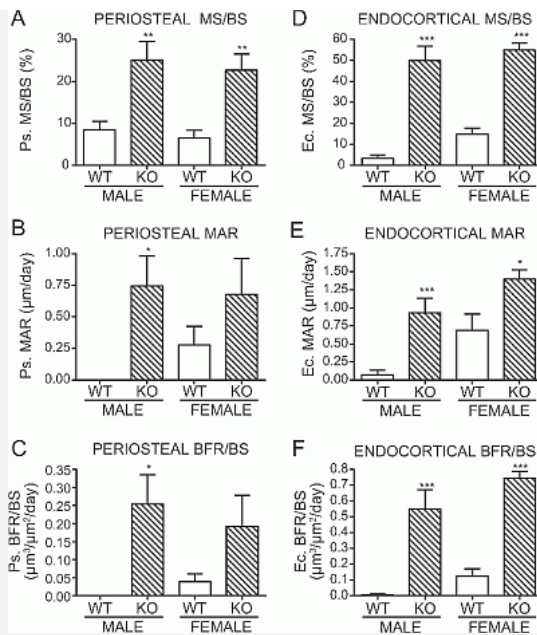 A
PERIOSTEAL MS/BS
Ps. MS/BS (%)
30
20
10
0
**
**
WT KO WT KO
MALE FEMALE
D
ENDOCORTICAL MS/BS
Ec. MS/BS (%)
60
50
40
30
20
10
0
***
***
WT KO WT KO
MALE FEMALE
B
PERIOSTEAL MAR
Ps. MAR (μm/day)
1.00
0.75
0.50
0.25
0.00
*
WT KO WT KO
MALE FEMALE
E
ENDOCORTICAL MAR
Ec. MAR (μm/day)
1.75
1.50
1.25
1.00
0.75
0.50
0.25
0.00
***
*
WT KO WT KO
MALE FEMALE
C
PERIOSTEAL BFR/BS
Ps. BFR/BS
(μm³/μm²/day)
0.35
0.30
0.25
0.20
0.15
0.10
0.05
0.00
*
WT KO WT KO
MALE FEMALE
F
ENDOCORTICAL BFR/BS
Ec. BFR/BS
(μm³/μm²/day)
0.8
0.7
0.6
0.5
0.4
0.3
0.2
0.1
0.0
***
***
WT KO WT KO
MALE FEMALE